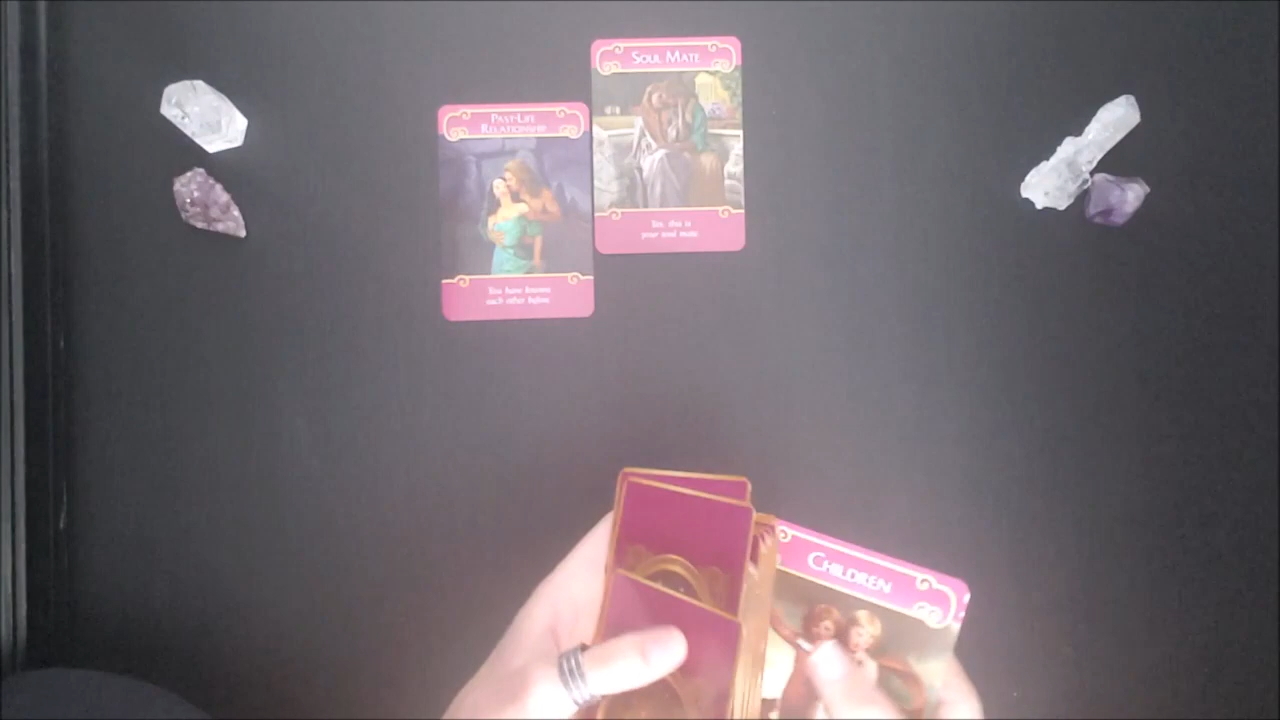 SOUL MATE
Yes, this is
your soul mate
PAST-LIFE
RELATIONSHIP
You have known
each other before
CHILDREN